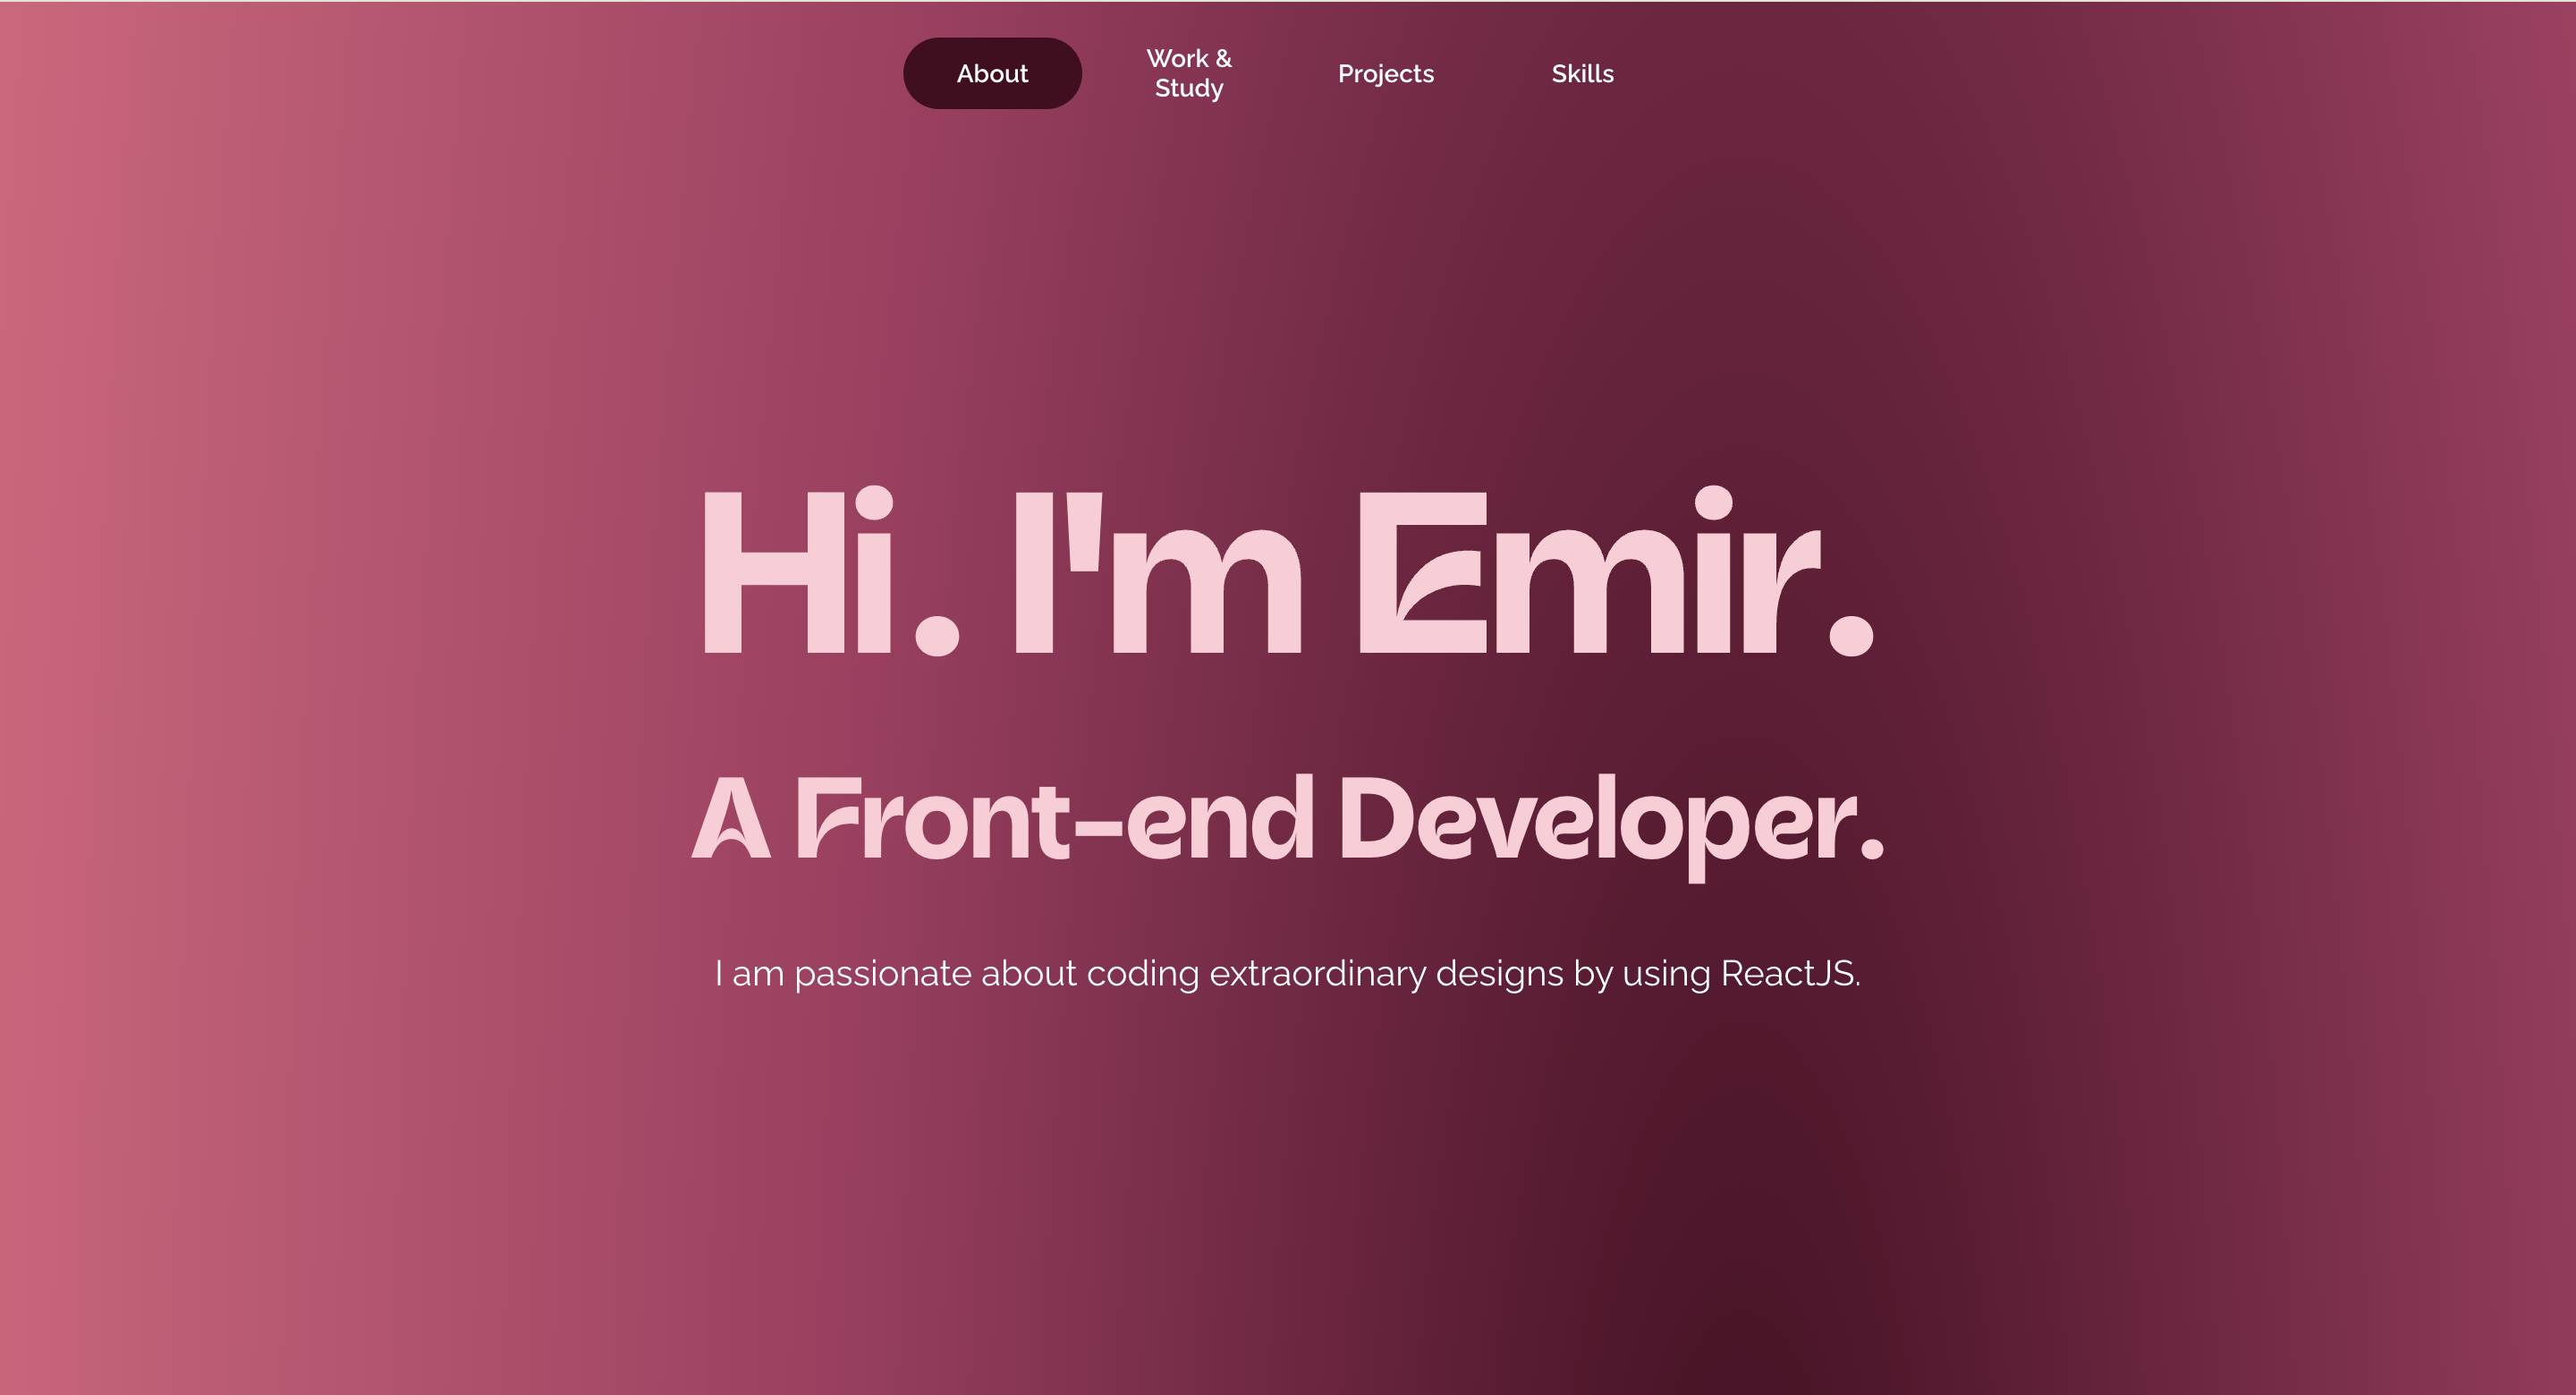 About
Work &
Study
Projects
Skills
Hi. I'm Emir.
A Front-end Developer.
I am passionate about coding extraordinary designs by using ReactJS.